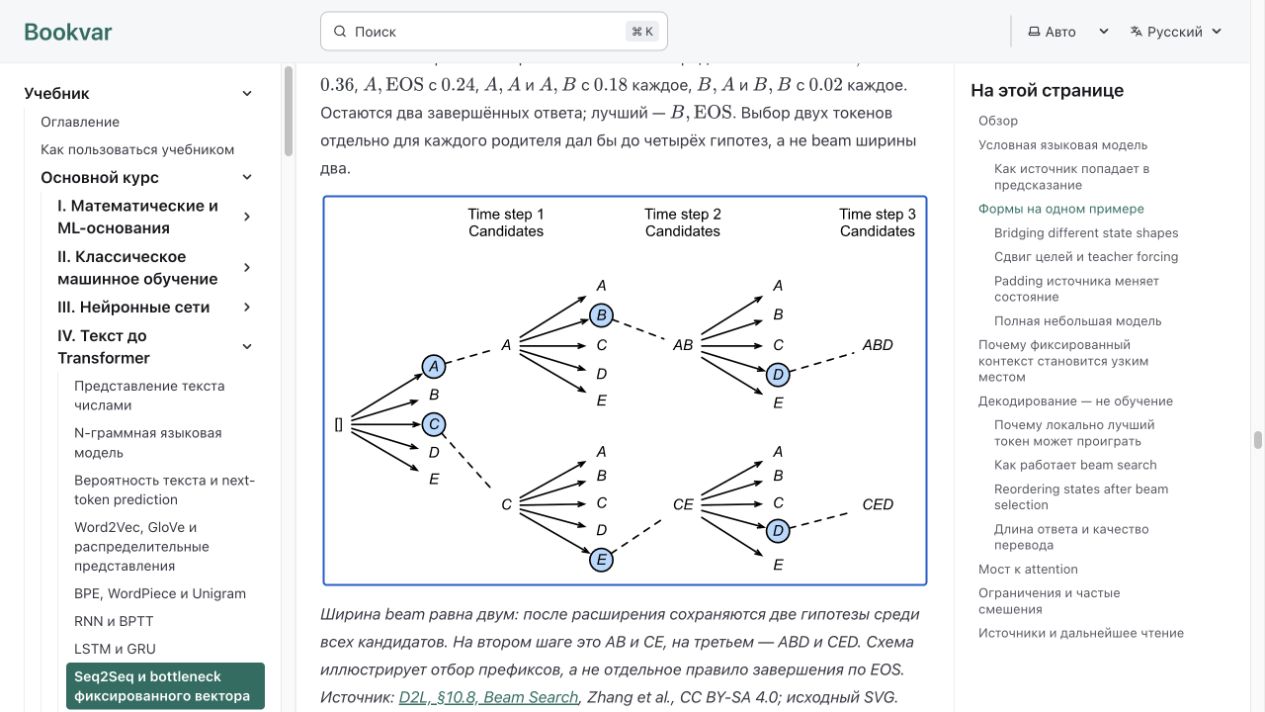 Bookvar
Поиск
⌘ K
Авто
Русский
Учебник
Оглавление
Как пользоваться учебником
Основной курс
I. Математические и
ML-основания
II. Классическое
машинное обучение
III. Нейронные сети
IV. Текст до
Transformer
Представление текста
числами
N-граммная языковая
модель
Вероятность текста и next-
token prediction
Word2Vec, GloVe и
распределительные
представления
BPE, WordPiece и Unigram
RNN и BPTT
LSTM и GRU
Seq2Seq и bottleneck
фиксированного вектора
0.36, A, EOS с 0.24, A, A и A, B с 0.18 каждое, B, A и B, B с 0.02 каждое.
Остаются два завершённых ответа; лучший — B, EOS. Выбор двух токенов
отдельно для каждого родителя дал бы до четырёх гипотез, а не beam ширины
два.
Time step 1
Candidates
Time step 2
Candidates
Time step 3
Candidates
[]
A
B
C
D
E
A
A
B
C
D
E
C
A
B
C
D
E
AB
A
B
C
D
E
CE
A
B
C
D
E
ABD
CED
Ширина beam равна двум: после расширения сохраняются две гипотезы среди
всех кандидатов. На втором шаге это AB и CE, на третьем — ABD и CED. Схема
иллюстрирует отбор префиксов, а не отдельное правило завершения по EOS.
Источник: D2L, §10.8, Beam Search, Zhang et al., CC BY-SA 4.0; исходный SVG.
На этой странице
Обзор
Условная языковая модель
Как источник попадает в
предсказание
Формы на одном примере
Bridging different state shapes
Сдвиг целей и teacher forcing
Padding источника меняет
состояние
Полная небольшая модель
Почему фиксированный
контекст становится узким
местом
Декодирование — не обучение
Почему локально лучший
токен может проиграть
Как работает beam search
Reordering states after beam
selection
Длина ответа и качество
перевода
Мост к attention
Ограничения и частые
смешения
Источники и дальнейшее чтение